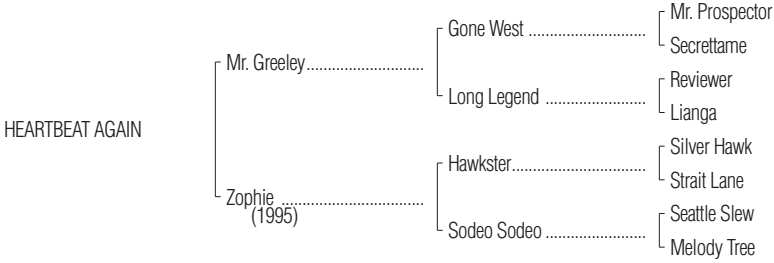 Mr. Prospector
Gone West
Secrettame
Mr. Greeley
Reviewer
Long Legend
Lianga
HEARTBEAT AGAIN
Silver Hawk
Hawkster
Strait Lane
Zophie
(1995)
Seattle Slew
Sodeo Sodeo
Melody Tree